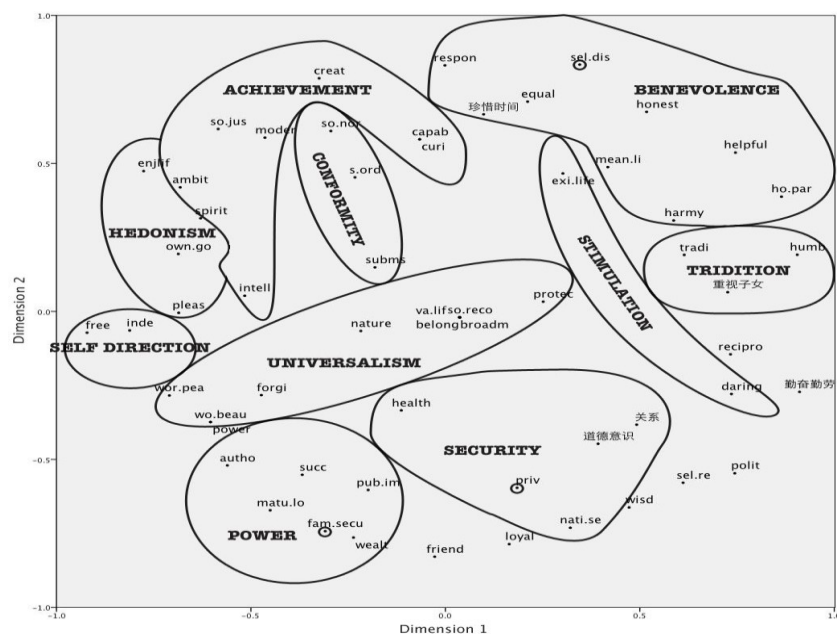 1.0
respon
sel.dis
creat
ACHIEVEMENT
BENEVOLENCE
equal
honest
珍惜时间
so.jus
moder
so.nor
capab
curi
helpful
0.5
enjlif
mean.li
s.ord
exi.life
ambit
ho.par
CONFORMITY
spirit
harmy
HEDONISM
own.go
tradi
humb
STIMULATION
subms
TRIDITION
重视子女
intell
protec
pleas
Dimension 2
0.0
free
inde
va.lifso.reco
nature
belongbroadm
SELF DIRECTION
recipro
UNIVERSALISM
wor.pea
forgi
daring
勤奋勤劳
health
wo.beau
power
关系
道德意识
SECURITY
-0.5
autho
succ
polit
pub.im
priv
sel.re
matu.lo
wisd
fam.secu
nati.se
POWER
wealt
loyal
friend
-1.0
-1.0
-0.5
0.0
0.5
1.0
Dimension 1